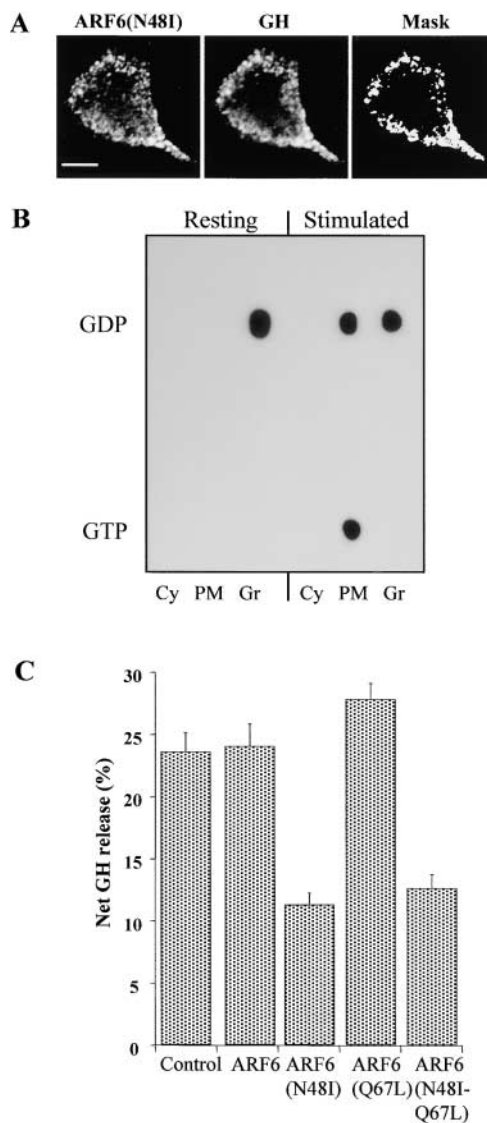 A
ARF6(N48I) GH Mask
B
Resting Stimulated
GDP
GTP
Cy PM Gr Cy PM Gr
C
Net GH release (%)
30
25
20
15
10
5
0
Control ARF6 ARF6 ARF6 ARF6
(N48I) (Q67L) (N48I-
Q67L)